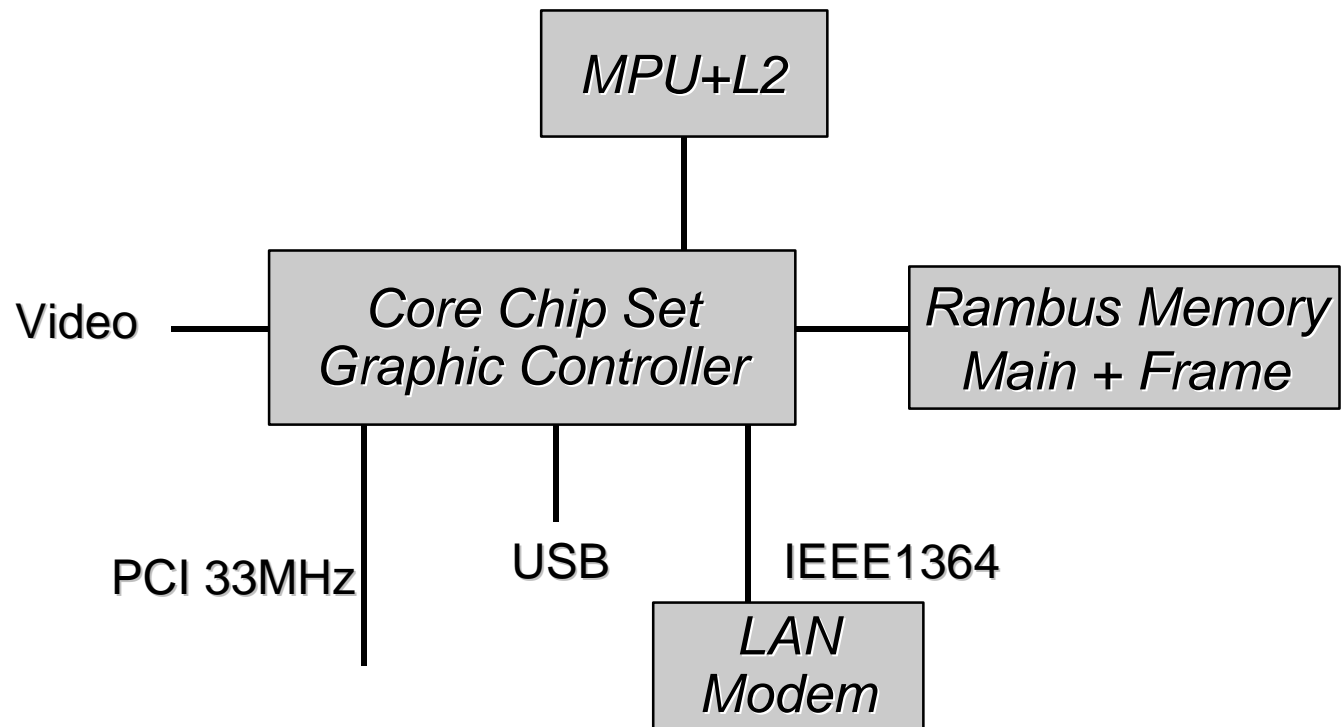 MPU+L2
Core Chip Set
Graphic Controller
Video
Rambus Memory
Main + Frame
PCI 33MHz
USB
IEEE1364
LAN
Modem